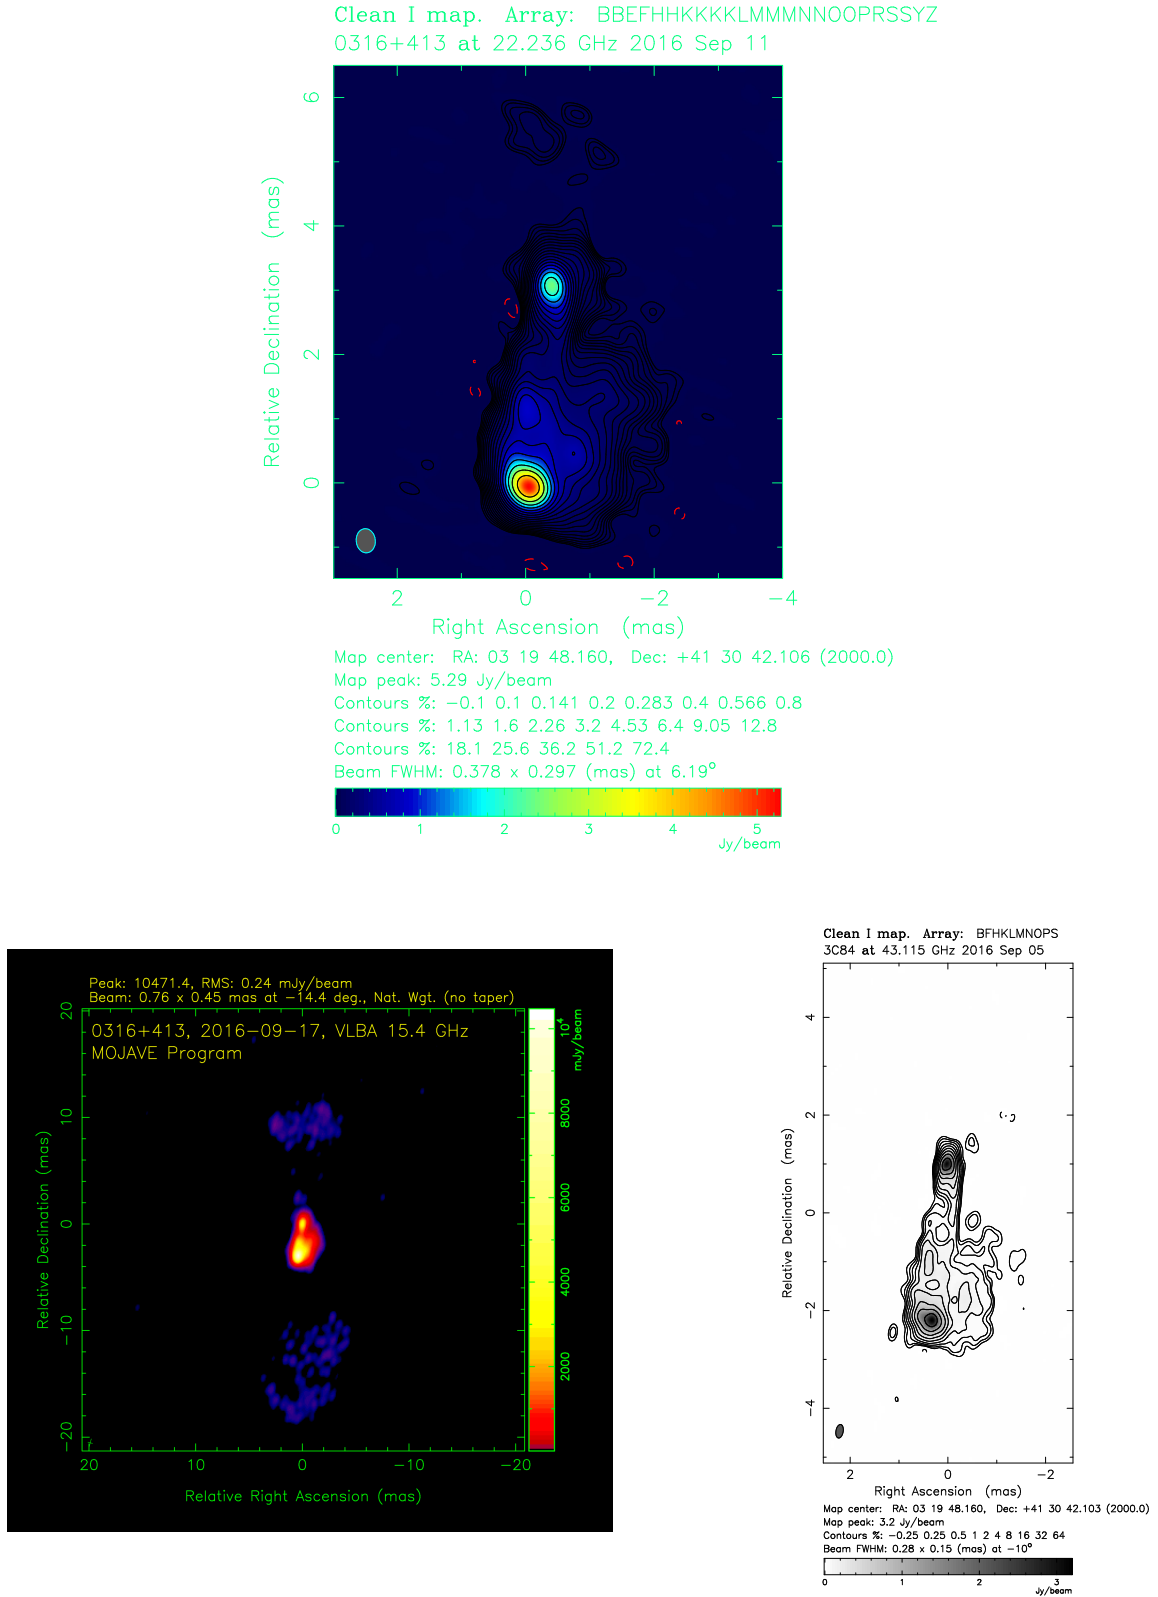 Clean I map. Array: BBEFHHKKKKLMMMNNOOPRSSYZ
0316+413 at 22.236 GHz 2016 Sep 11
6
4
2
0
Relative Declination (mas)
2 0 −2 −4
Right Ascension (mas)
Map center: RA: 03 19 48.160, Dec: +41 30 42.106 (2000.0)
Map peak: 5.29 Jy/beam
Contours %: −0.1 0.1 0.141 0.2 0.283 0.4 0.566 0.8
Contours %: 1.13 1.6 2.26 3.2 4.53 6.4 9.05 12.8
Contours %: 18.1 25.6 36.2 51.2 72.4
Beam FWHM: 0.378 x 0.297 (mas) at 6.19°
0 1 2 3 4 5
Jy/beam
Peak: 10471.4, RMS: 0.24 mJy/beam
Beam: 0.76 x 0.45 mas at −14.4 deg., Nat. Wgt. (no taper)
0316+413, 2016−09−17, VLBA 15.4 GHz
MOJAVE Program
20
10
0
−10
−20
Relative Declination (mas)
20 10 0 −10 −20
Relative Right Ascension (mas)
10⁴
8000
6000
4000
2000
mJy/beam
Clean I map. Array: BFHKLMNOPS
3C84 at 43.115 GHz 2016 Sep 05
4
2
0
−2
−4
Relative Declination (mas)
2 0 −2
Right Ascension (mas)
Map center: RA: 03 19 48.160, Dec: +41 30 42.103 (2000.0)
Map peak: 3.2 Jy/beam
Contours %: −0.25 0.25 0.5 1 2 4 8 16 32 64
Beam FWHM: 0.28 x 0.15 (mas) at −10°
0 1 2 3
Jy/beam